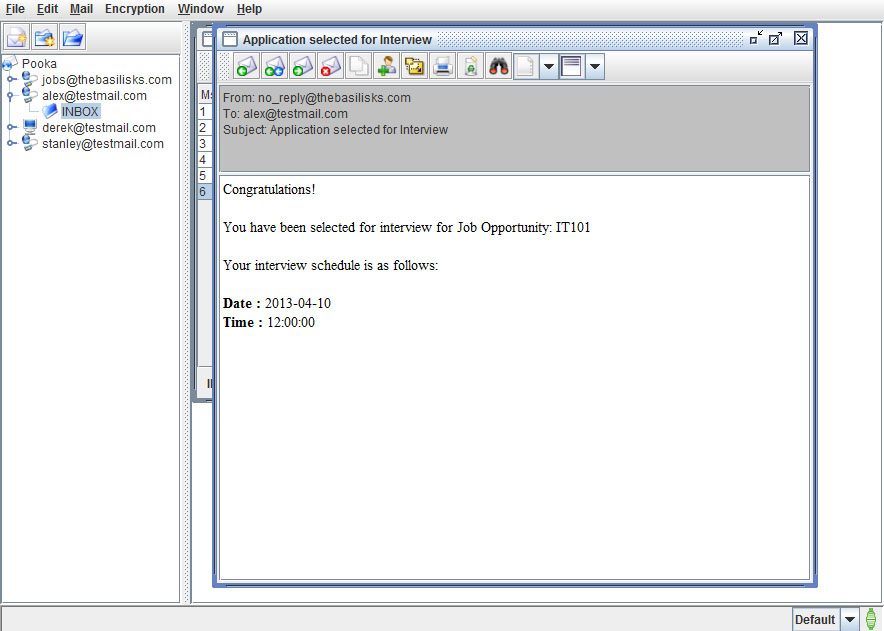 File Edit Mail Encryption Window Help
Pooka
jobs@thebasilisks.com
alex@testmail.com
INBOX
derek@testmail.com
stanley@testmail.com
1
2
3
4
5
6
Application selected for Interview
From: no_reply@thebasilisks.com
To: alex@testmail.com
Subject: Application selected for Interview
Congratulations!
You have been selected for interview for Job Opportunity: IT101
Your interview schedule is as follows:
Date : 2013-04-10
Time : 12:00:00
Default